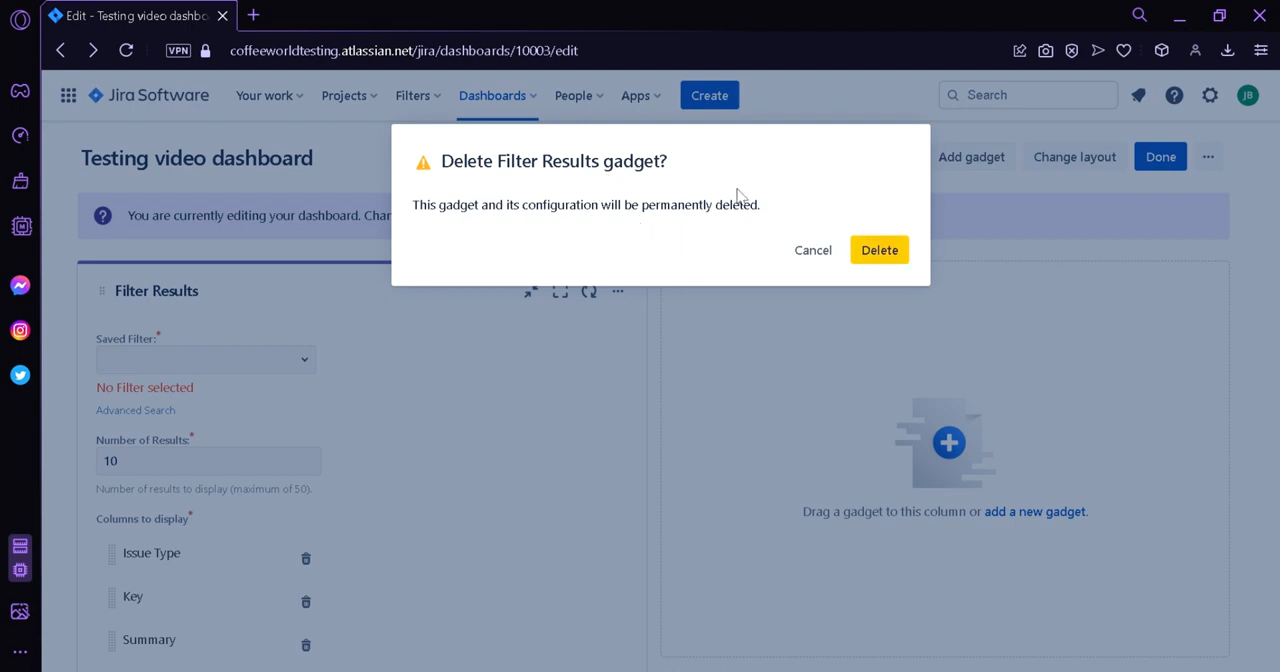 Edit - Testing video dashbo
VPN
coffeeworldtesting.atlassian.net/jira/dashboards/10003/edit
Jira Software
Your work
Projects
Filters
Dashboards
People
Apps
Create
Search
JB
Testing video dashboard
Add gadget
Change layout
Done
Delete Filter Results gadget?
This gadget and its configuration will be permanently deleted.
Cancel
Delete
You are currently editing your dashboard. Chan
Filter Results
Saved Filter:*
No Filter selected
Advanced Search
Number of Results:*
10
Number of results to display (maximum of 50).
Columns to display*
Issue Type
Key
Summary
Drag a gadget to this column or add a new gadget.